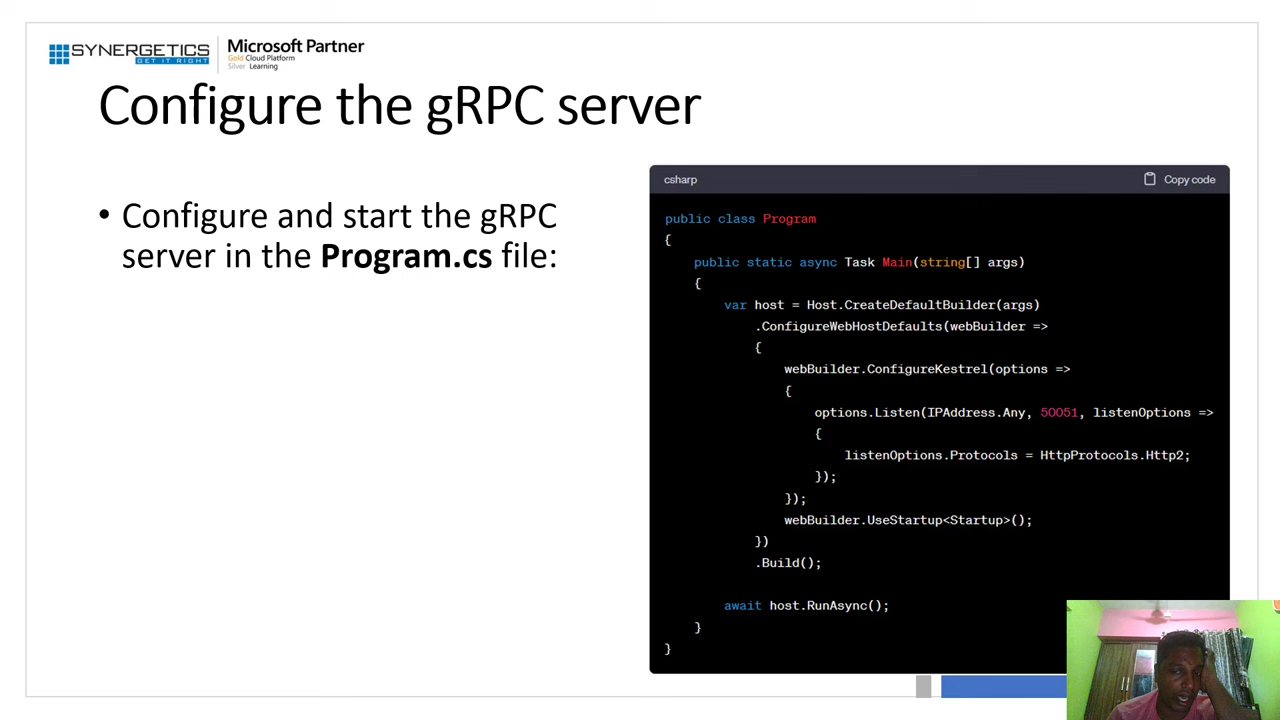 SYNERGETICS
GET IT RIGHT
Microsoft Partner
Gold Cloud Platform
Silver Learning
Configure the gRPC server
• Configure and start the gRPC
server in the Program.cs file:
csharp
Copy code
public class Program
{
public static async Task Main(string[] args)
{
var host = Host.CreateDefaultBuilder(args)
.ConfigureWebHostDefaults(webBuilder =>
{
webBuilder.ConfigureKestrel(options =>
{
options.Listen(IPAddress.Any, 50051, listenOptions =>
{
listenOptions.Protocols = HttpProtocols.Http2;
});
});
webBuilder.UseStartup<Startup>();
})
.Build();
await host.RunAsync();
}
}